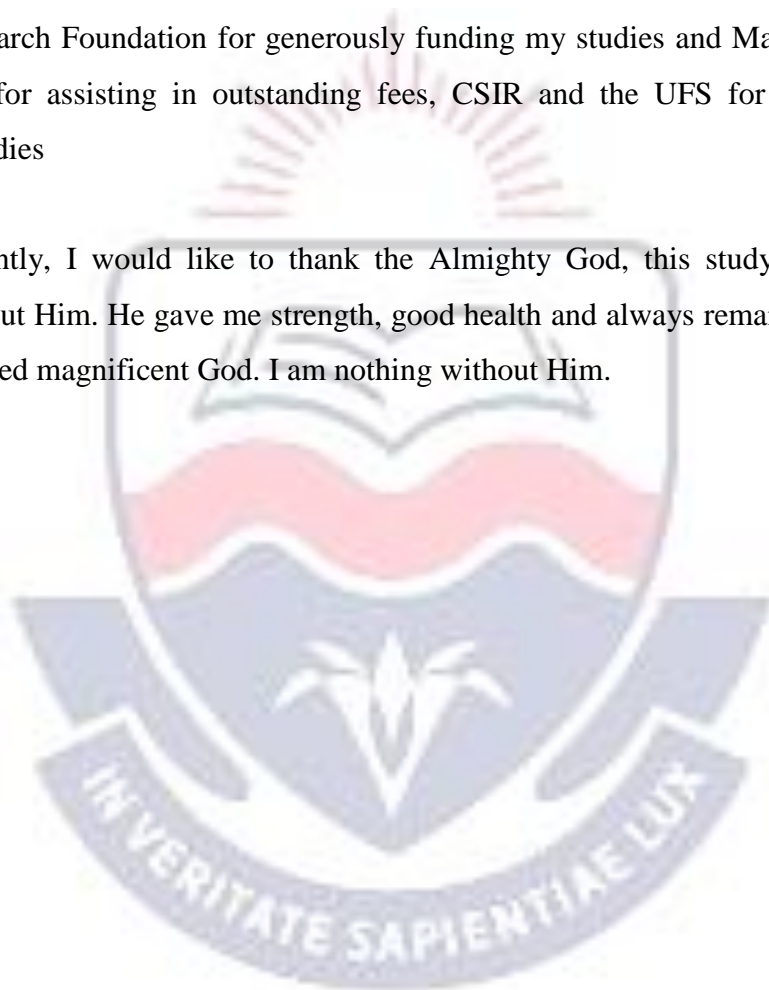 arch Foundation for generously funding my studies and Ma
for assisting in outstanding fees, CSIR and the UFS for
dies
ntly, I would like to thank the Almighty God, this study
ut Him. He gave me strength, good health and always remai
ed magnificent God. I am nothing without Him.
IN VERITATE SAPIENTIAE LUX